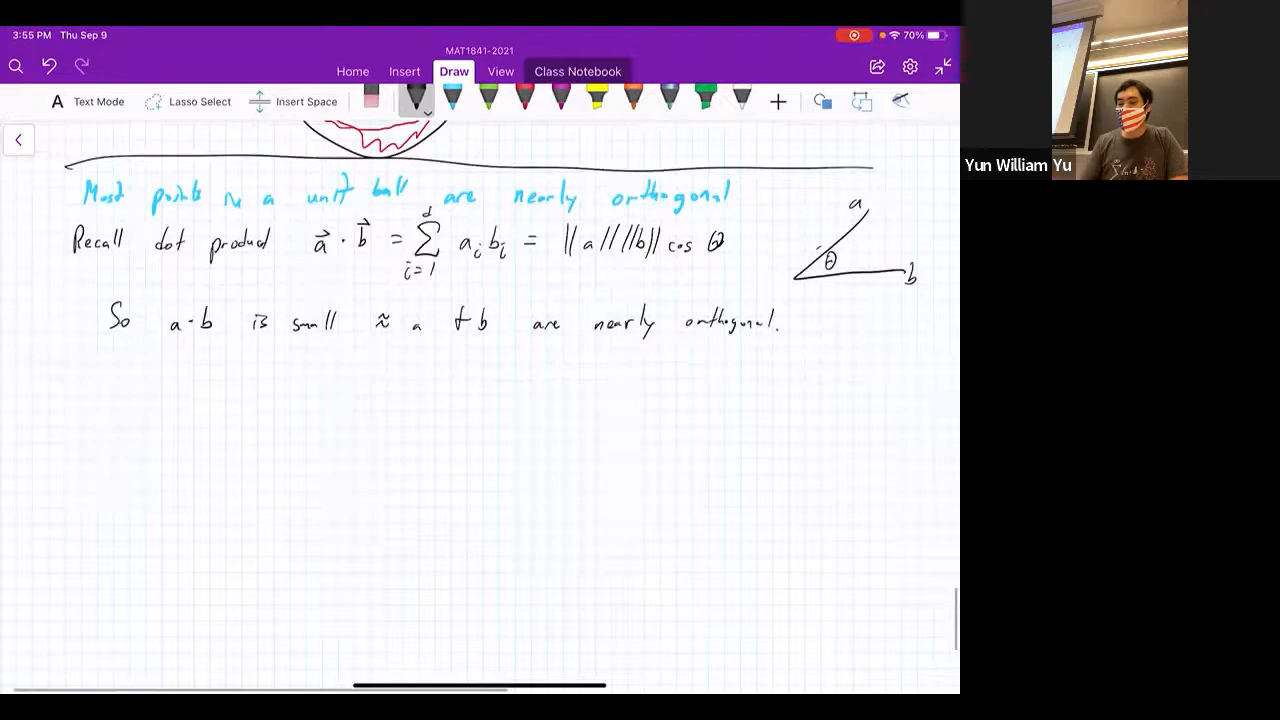 3:55 PM Thu Sep 9
70%
MAT1841-2021
Home Insert Draw View Class Notebook
A Text Mode Lasso Select Insert Space
Yun William Yu
Most points in a unit ball are nearly orthogonal
Recall dot product a⃗ · b⃗ = ∑_{i=1}^{d} a_i b_i = ||a|| ||b|| cos θ
a
θ
b
So a·b is small ≈ a + b are nearly orthogonal.